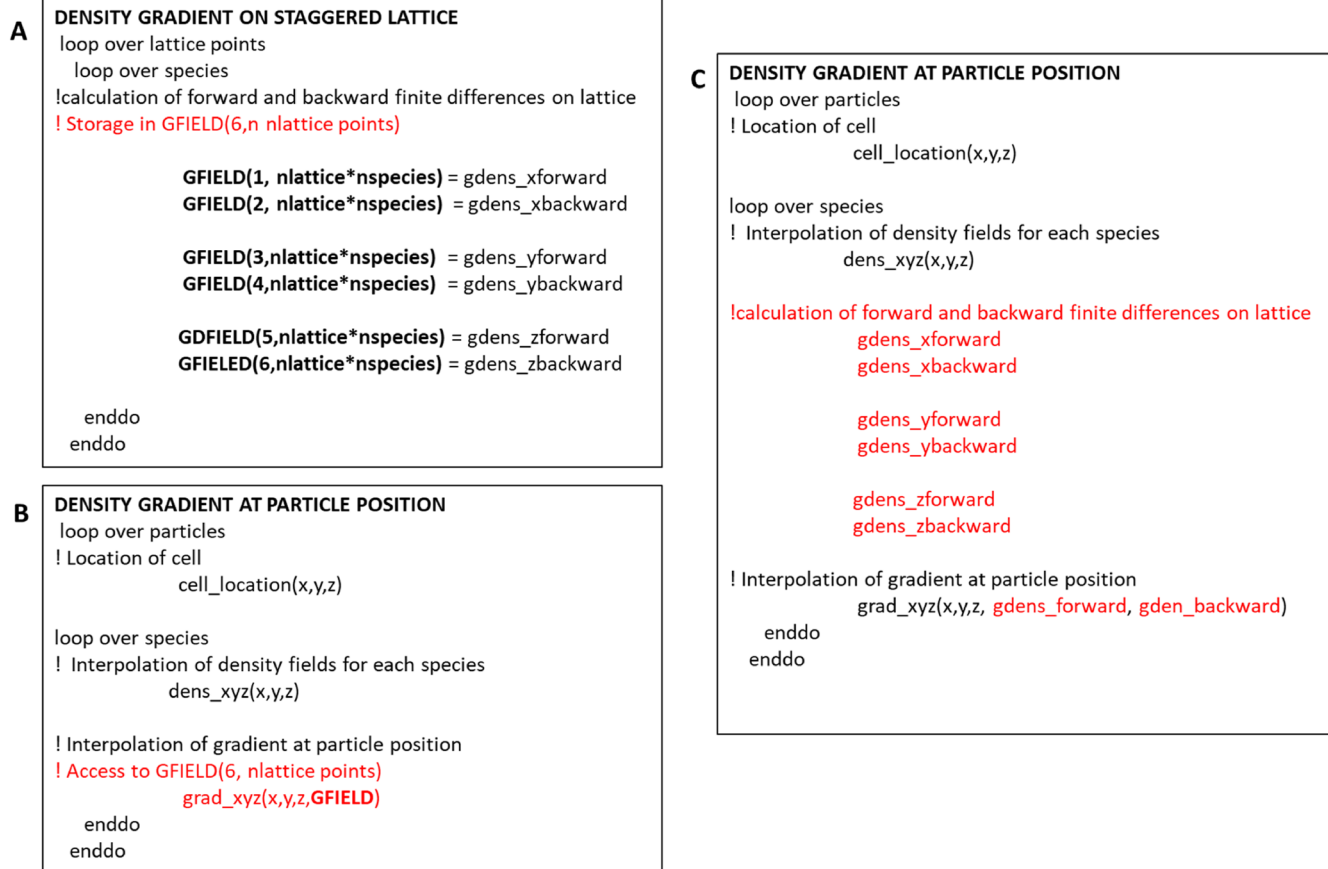 A
DENSITY GRADIENT ON STAGGERED LATTICE
loop over lattice points
loop over species
!calculation of forward and backward finite differences on lattice
! Storage in GFIELD(6,n nlattice points)
GFIELD(1, nlattice*nspecies) = gdens_xforward
GFIELD(2, nlattice*nspecies) = gdens_xbackward
GFIELD(3,nlattice*nspecies) = gdens_yforward
GFIELD(4,nlattice*nspecies) = gdens_ybackward
GDFIELD(5,nlattice*nspecies) = gdens_zforward
GFIELED(6,nlattice*nspecies) = gdens_zbackward
enddo
enddo
B
DENSITY GRADIENT AT PARTICLE POSITION
loop over particles
! Location of cell
cell_location(x,y,z)
loop over species
! Interpolation of density fields for each species
dens_xyz(x,y,z)
! Interpolation of gradient at particle position
! Access to GFIELD(6, nlattice points)
grad_xyz(x,y,z,GFIELD)
enddo
enddo
C
DENSITY GRADIENT AT PARTICLE POSITION
loop over particles
! Location of cell
cell_location(x,y,z)
loop over species
! Interpolation of density fields for each species
dens_xyz(x,y,z)
!calculation of forward and backward finite differences on lattice
gdens_xforward
gdens_xbackward
gdens_yforward
gdens_ybackward
gdens_zforward
gdens_zbackward
! Interpolation of gradient at particle position
grad_xyz(x,y,z, gdens_forward, gden_backward)
enddo
enddo